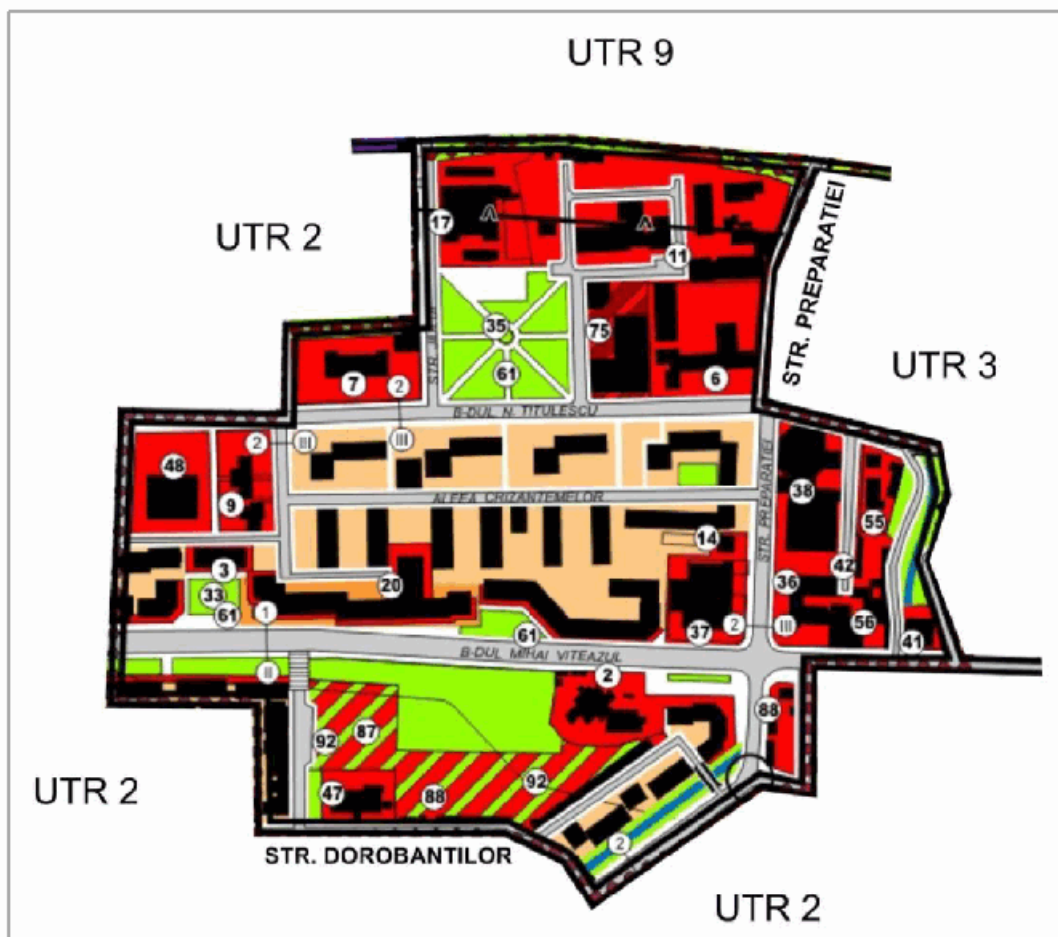 UTR 9
STR. PREPARATIEI
17
UTR 2
11
35
75
UTR 3
61
7
2
6
B-DUL N. TITULESCU
2
III
III
48
38
9
ALEEA CRIZANTEMELOR
STR. PREPARATIEI
55
14
3
42
20
36
33
61
1
61
37
2
III
56
41
B-DUL MIHAI VITEAZUL
II
2
88
87
92
UTR 2
47
88
92
2
STR. DOROBANTILOR
UTR 2